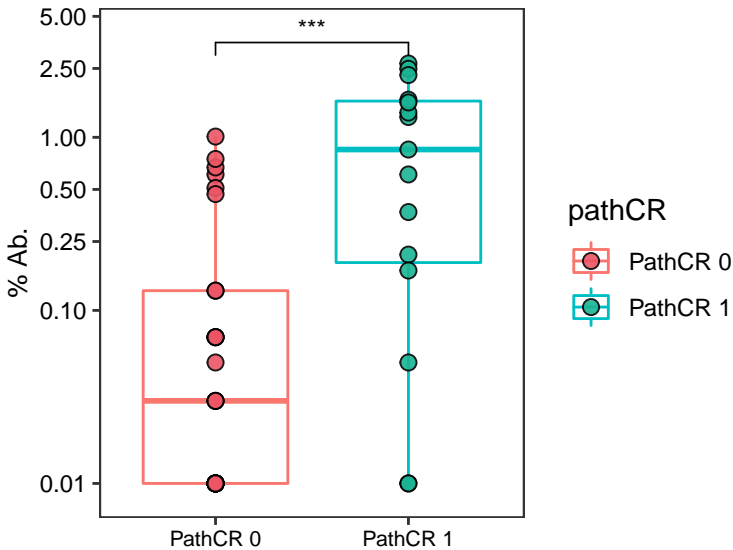 5.00
2.50
1.00
0.50
0.25
0.10
0.01
% Ab.
***
PathCR 0
PathCR 1
pathCR
PathCR 0
PathCR 1